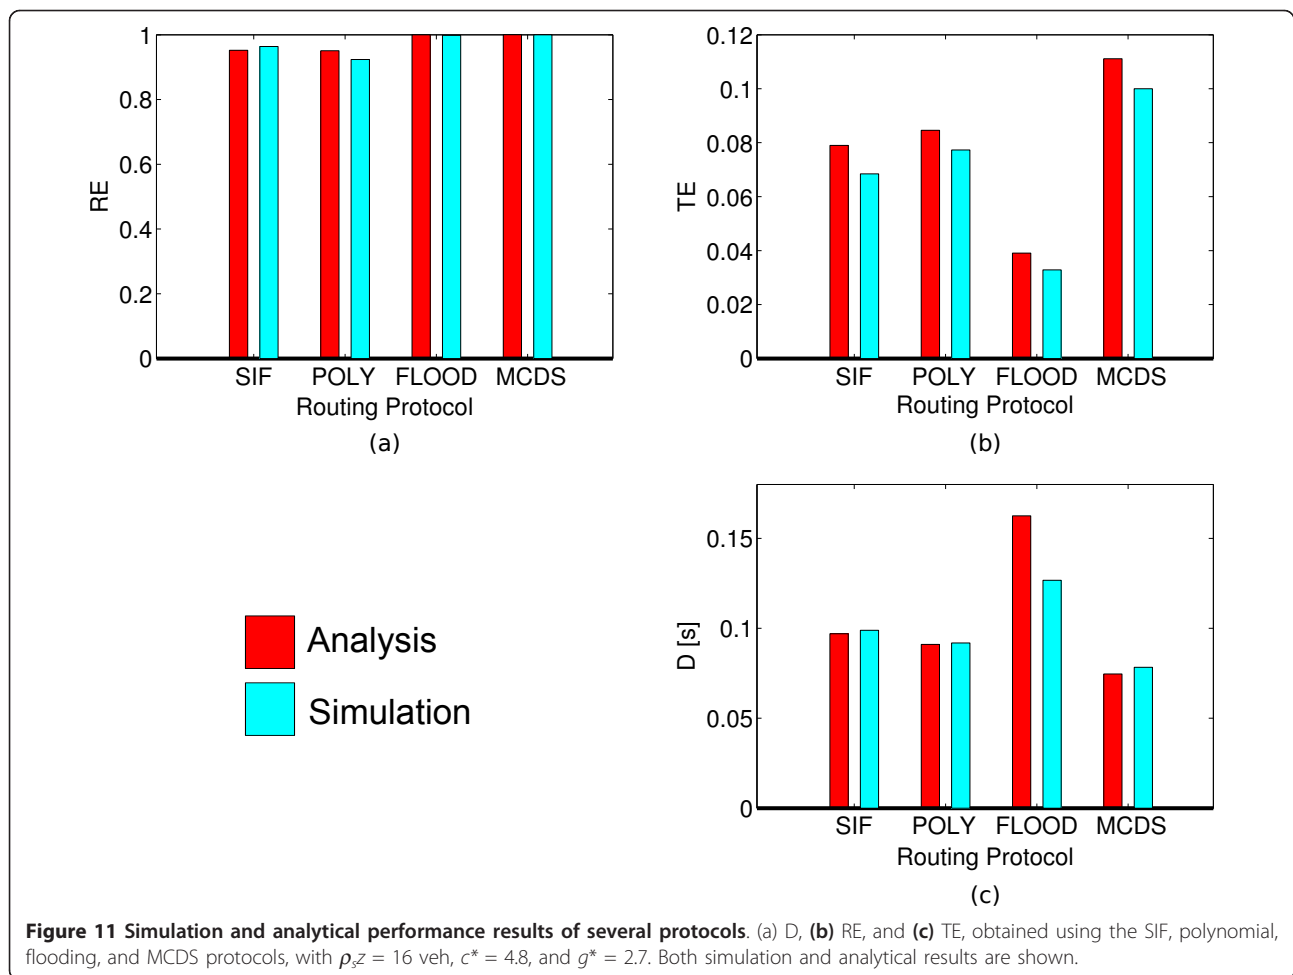 1
0.8
0.6
0.4
0.2
0
RE
SIF POLY FLOOD MCDS
Routing Protocol
(a)
0.12
0.1
0.08
0.06
0.04
0.02
0
TE
SIF POLY FLOOD MCDS
Routing Protocol
(b)
Analysis
Simulation
0.15
0.1
0.05
0
D [s]
SIF POLY FLOOD MCDS
Routing Protocol
(c)
Figure 11 Simulation and analytical performance results of several protocols. (a) D, (b) RE, and (c) TE, obtained using the SIF, polynomial,
flooding, and MCDS protocols, with ρsz = 16 veh, c* = 4.8, and g* = 2.7. Both simulation and analytical results are shown.